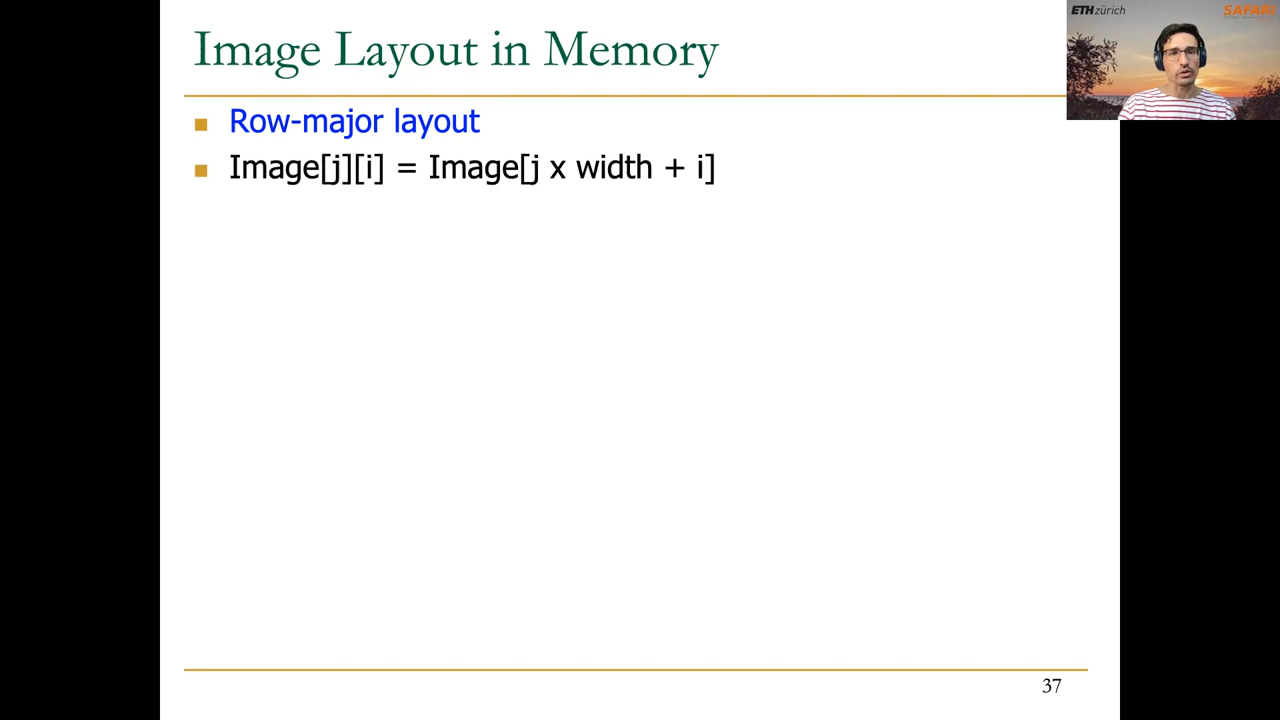 Image Layout in Memory
Row-major layout
Image[j][i] = Image[j x width + i]
37
ETH zürich
SAFARI